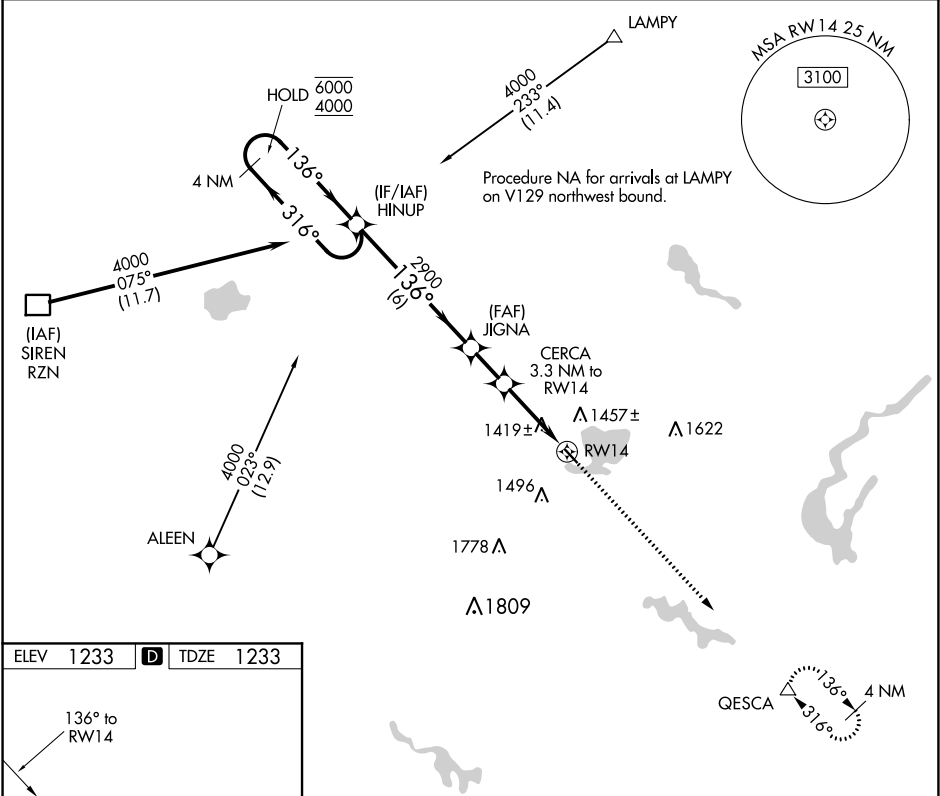 LAMPY
MSA RW14 25 NM
3100
HOLD 6000
4000
4000
233°
(11.4)
4 NM
136°
316°
(IF/IAF)
HINUP
Procedure NA for arrivals at LAMPY
on V129 northwest bound.
4000
075°
(11.7)
2900
136°
(6)
(IAF)
SIREN
RZN
(FAF)
JIGNA
CERCA
3.3 NM to
RW14
1419±
1457±
1622
RW14
4000
023°
(12.9)
1496
ALEEN
1778
1809
ELEV 1233 D TDZE 1233
136° to
RW14
QESCA
136°
316°
4 NM